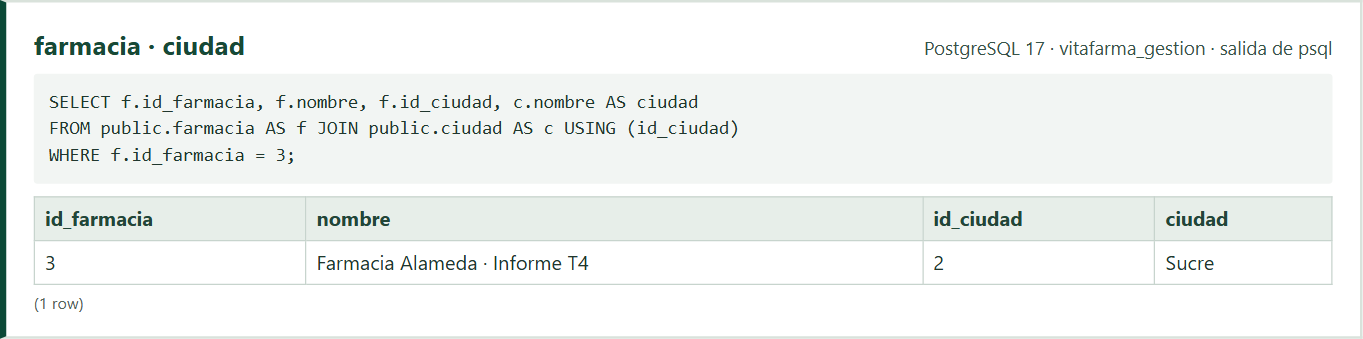 farmacia · ciudad
PostgreSQL 17 · vitafarma_gestion · salida de psql
SELECT f.id_farmacia, f.nombre, f.id_ciudad, c.nombre AS ciudad
FROM public.farmacia AS f JOIN public.ciudad AS c USING (id_ciudad)
WHERE f.id_farmacia = 3;
id_farmacia nombre id_ciudad ciudad
3 Farmacia Alameda · Informe T4 2 Sucre
(1 row)